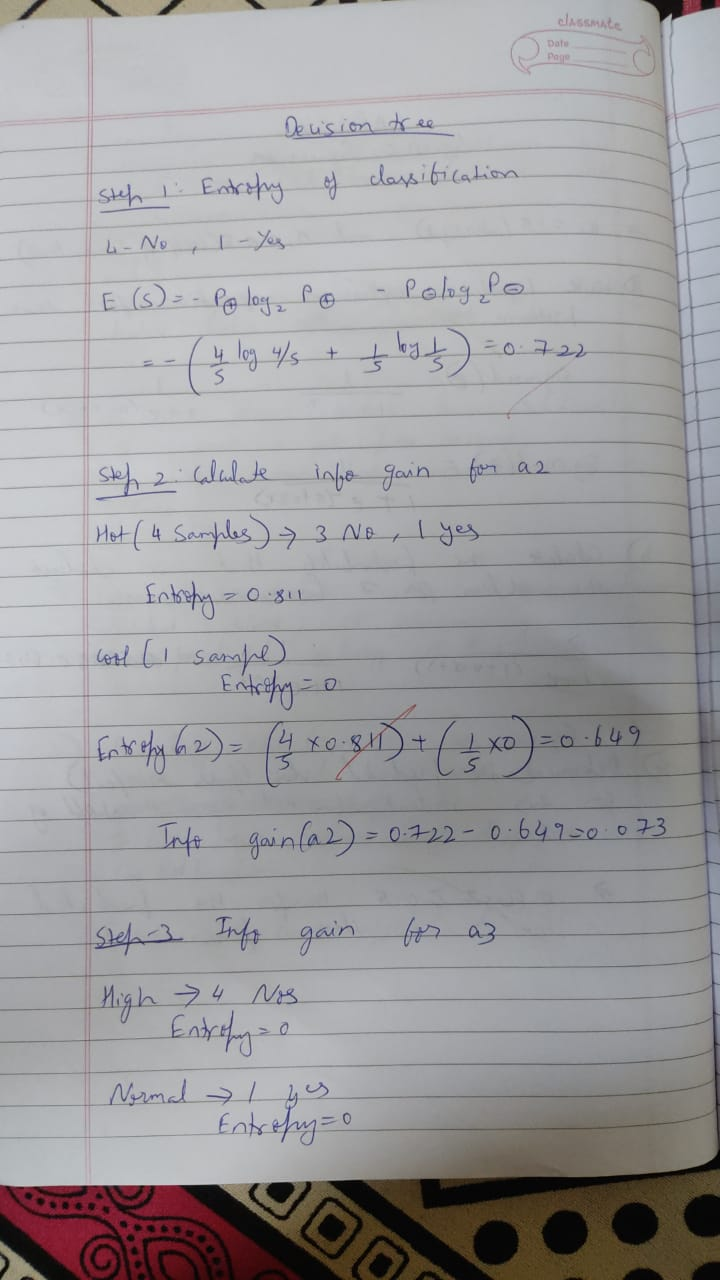 classmate
Date
Page
Decision tree
Step 1: Entropy of classification
4 - No , 1 - Yes
E (S) = - P⊕ log₂ P⊕ - P⊖ log₂ P⊖
= - (4/5 log 4/5 + 1/5 log 1/5) = 0.722
Step 2: Calculate info gain for a2
Hot (4 Samples) → 3 No , 1 yes
Entropy = 0.811
Cool (1 sample)
Entropy = 0
Entropy (a2) = (4/5 × 0.811) + (1/5 × 0) = 0.649
Info gain (a2) = 0.722 - 0.649 = 0.073
Step-3 Info gain for a3
High → 4 Nos
Entropy = 0
Normal → 1 yes
Entropy = 0